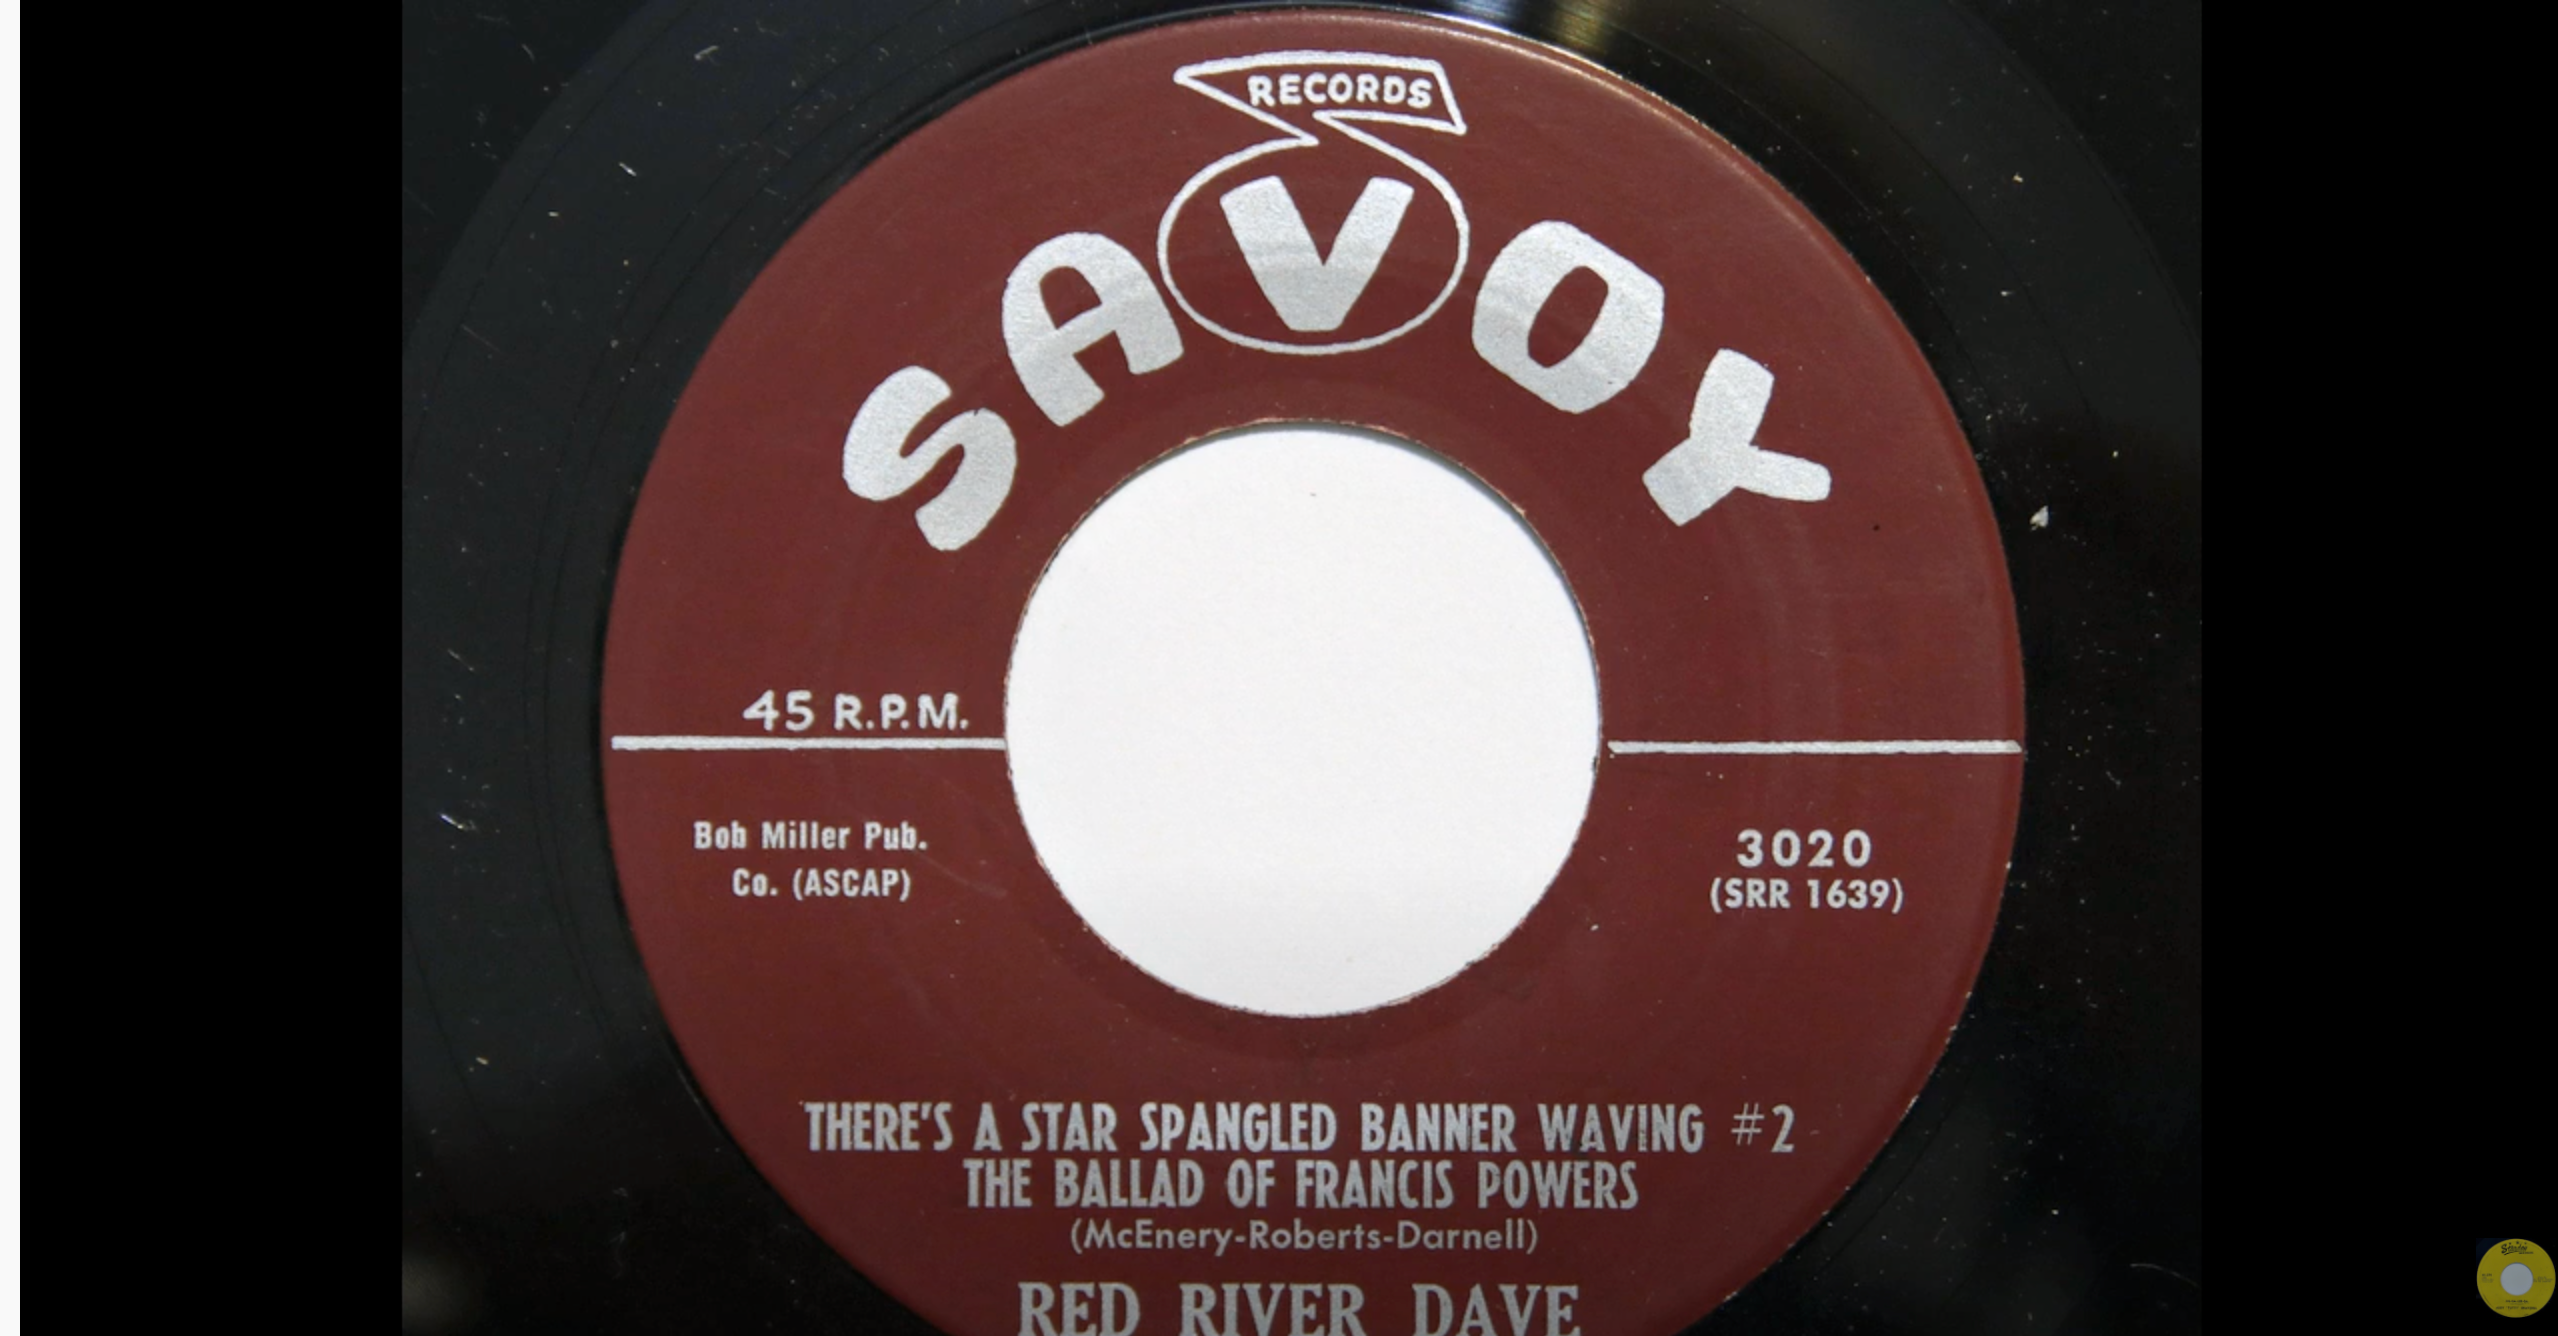 RECORDS
SAVOY
45 R.P.M.
Bob Miller Pub.
Co. (ASCAP)
3020
(SRR 1639)
THERE'S A STAR SPANGLED BANNER WAVING #2
THE BALLAD OF FRANCIS POWERS
(McEnery-Roberts-Darnell)
RED RIVER DAVE